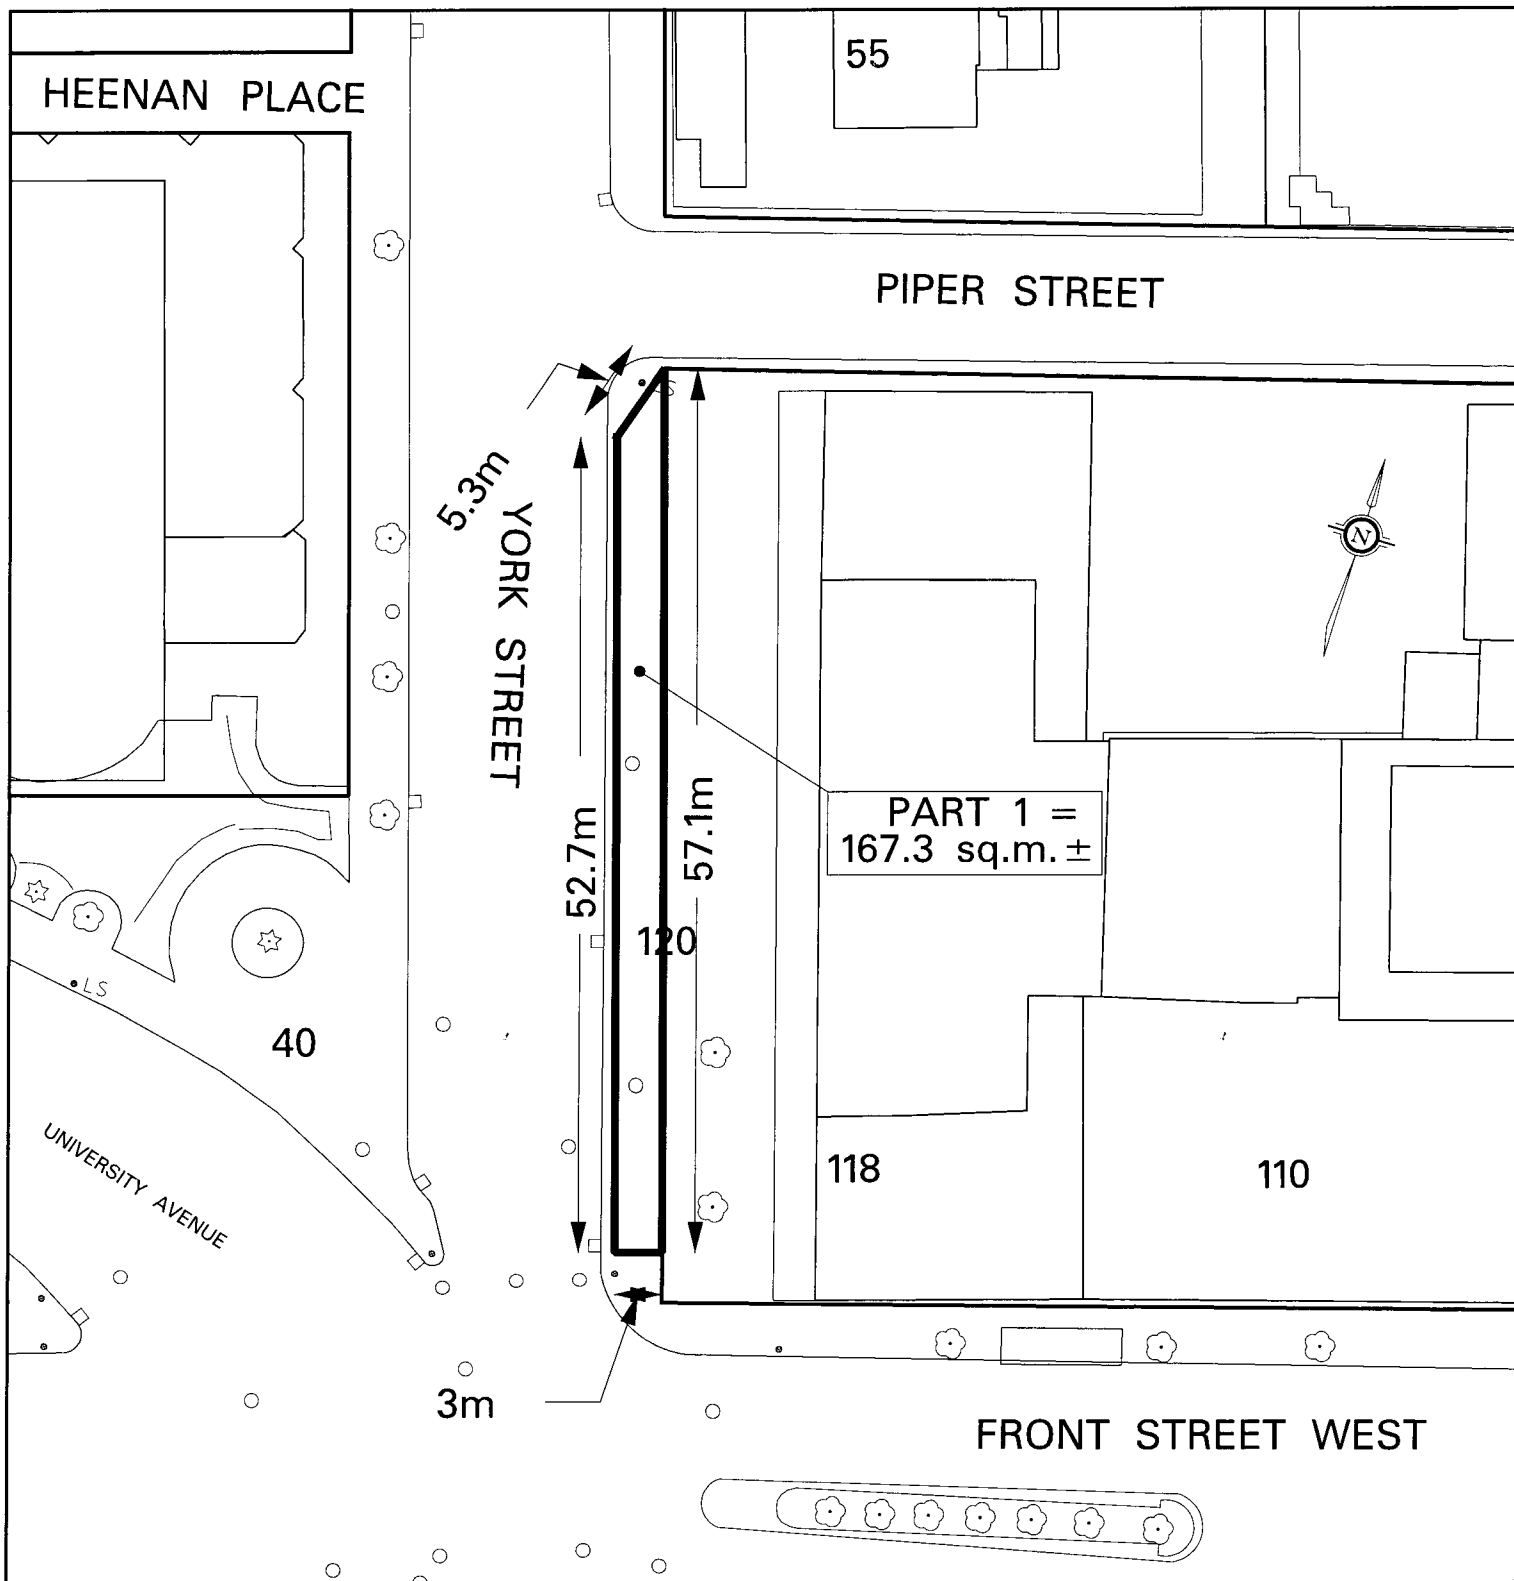 55
HEENAN PLACE
PIPER STREET
5.3m
YORK STREET
N
52.7m
57.1m
PART 1 =
167.3 sq.m. ±
120
LS
40
UNIVERSITY AVENUE
118
110
3m
FRONT STREET WEST